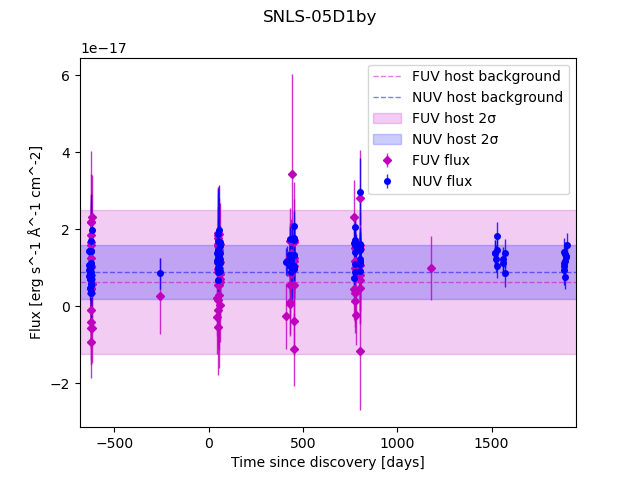 SNLS-05D1by
1e−17
FUV host background
NUV host background
FUV host 2σ
NUV host 2σ
FUV flux
NUV flux
6
4
2
0
−2
Flux [erg s^-1 Å^-1 cm^-2]
−500
0
500
1000
1500
Time since discovery [days]